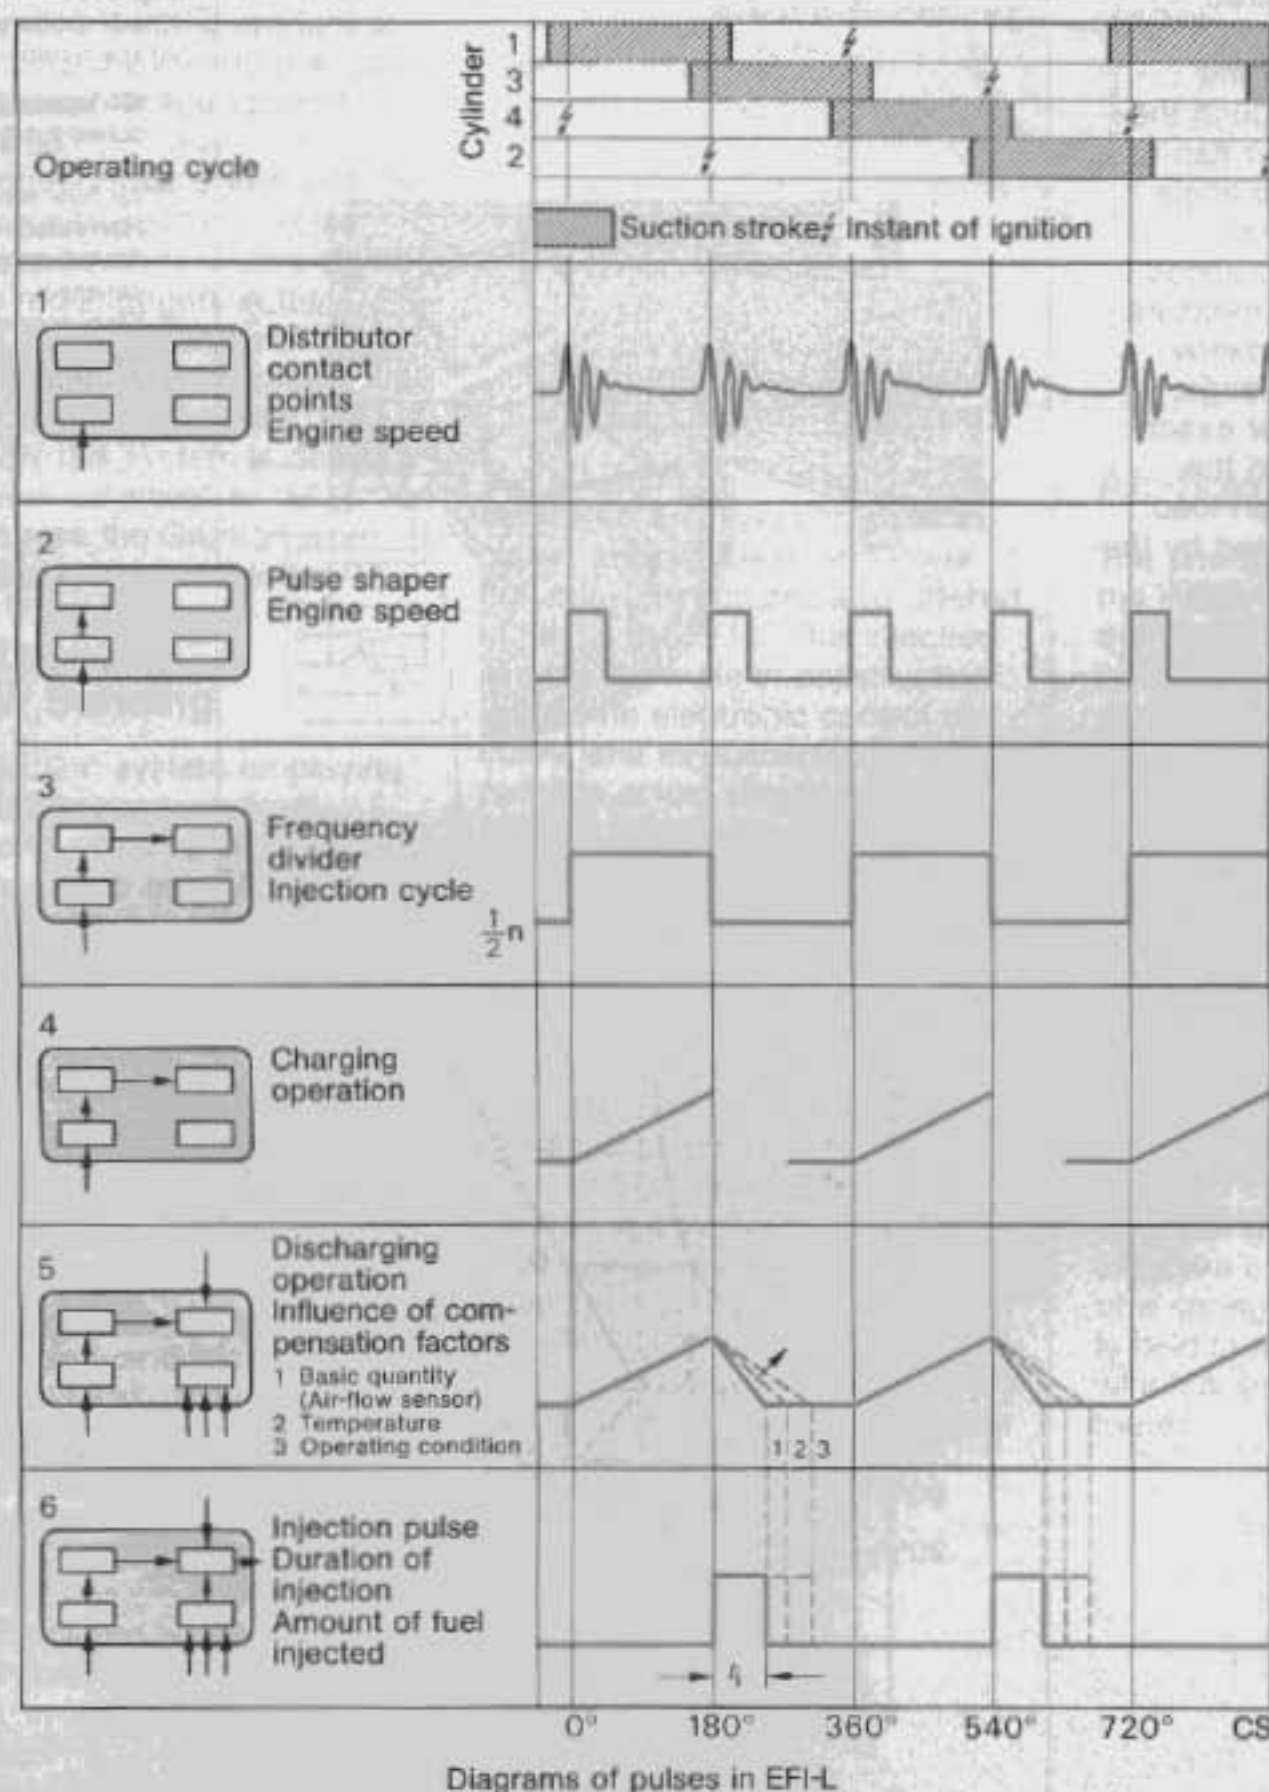 Operating cycle
Cylinder
1
3
4
2
Suction stroke
Instant of ignition
1
Distributor
contact
points
Engine speed
2
Pulse shaper
Engine speed
3
Frequency
divider
Injection cycle
1/2 n
4
Charging
operation
5
Discharging
operation
Influence of com-
pensation factors
1 Basic quantity
(Air-flow sensor)
2 Temperature
3 Operating condition
1 2 3
6
Injection pulse
Duration of
injection
Amount of fuel
injected
0° 180° 360° 540° 720° CS
Diagrams of pulses in EFI-L